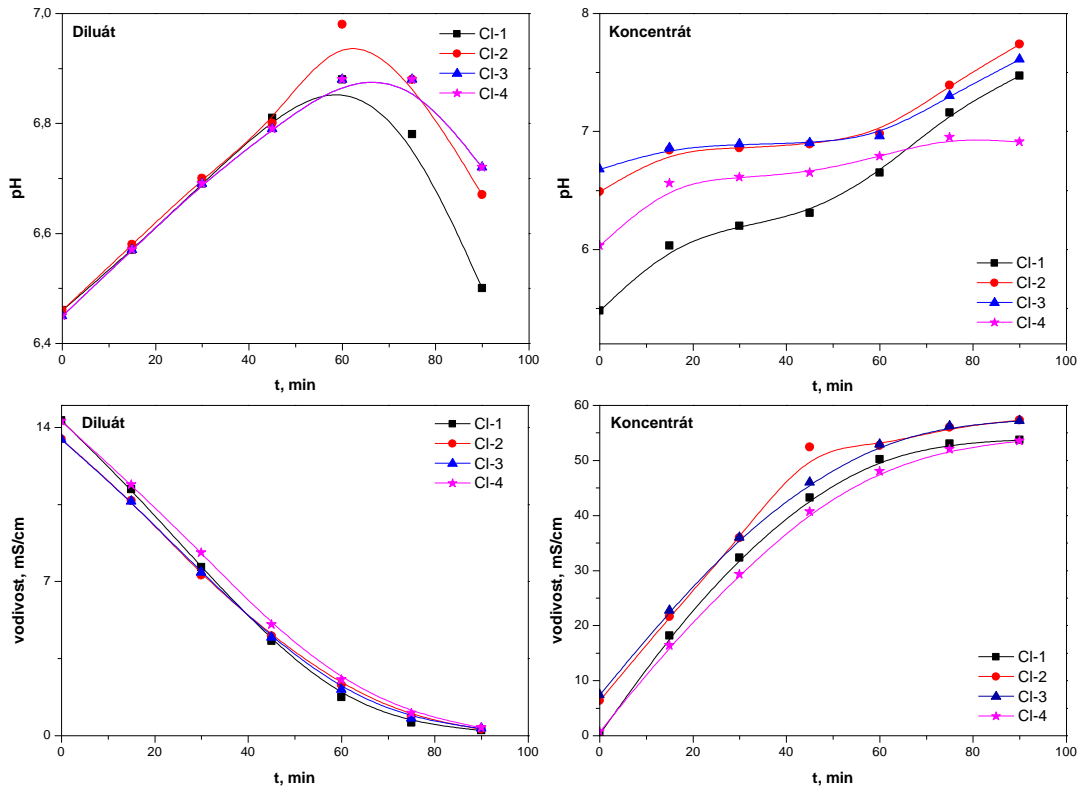 7,0
6,8
6,6
6,4
pH
Diluát
Cl-1
Cl-2
Cl-3
Cl-4
0 20 40 60 80 100
t, min
8
7
6
pH
Koncentrát
Cl-1
Cl-2
Cl-3
Cl-4
0 20 40 60 80 100
t, min
14
7
0
vodivost, mS/cm
Diluát
Cl-1
Cl-2
Cl-3
Cl-4
0 20 40 60 80 100
t, min
60
50
40
30
20
10
0
vodivost, mS/cm
Koncentrát
Cl-1
Cl-2
Cl-3
Cl-4
0 20 40 60 80 100
t, min